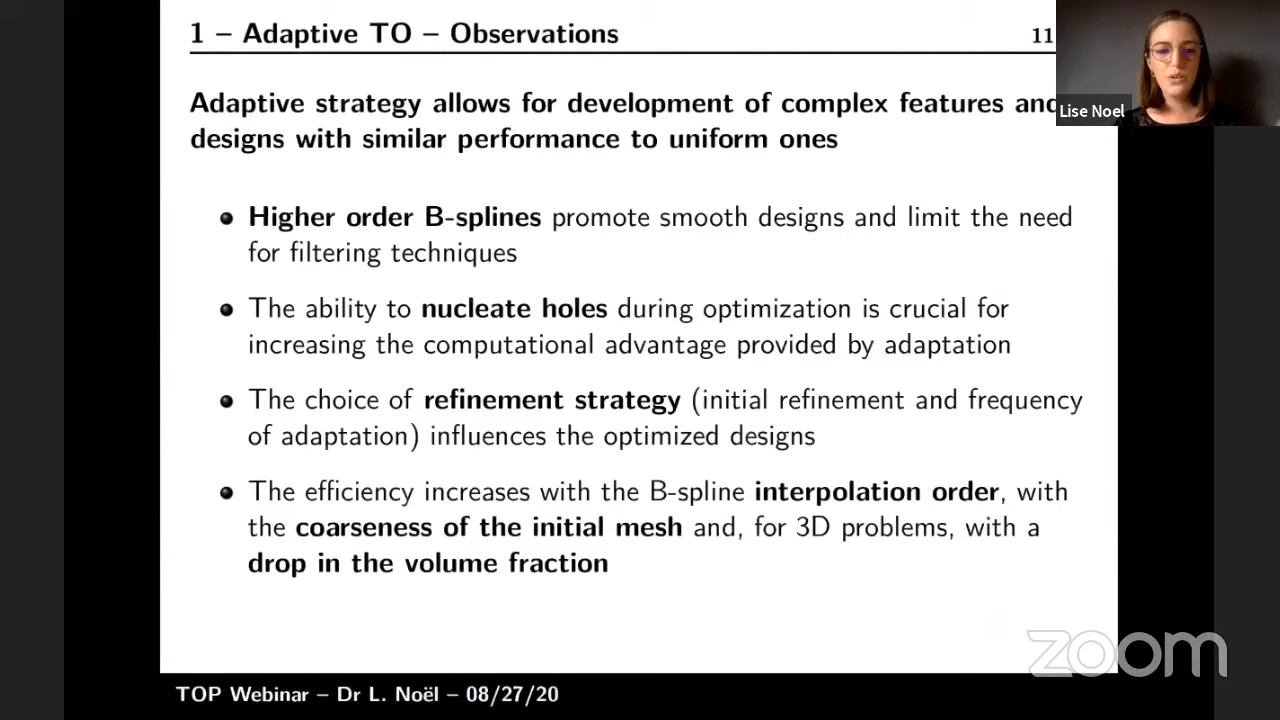 1 – Adaptive TO – Observations
11
Lise Noel
Adaptive strategy allows for development of complex features and
designs with similar performance to uniform ones
Higher order B-splines promote smooth designs and limit the need
for filtering techniques
The ability to nucleate holes during optimization is crucial for
increasing the computational advantage provided by adaptation
The choice of refinement strategy (initial refinement and frequency
of adaptation) influences the optimized designs
The efficiency increases with the B-spline interpolation order, with
the coarseness of the initial mesh and, for 3D problems, with a
drop in the volume fraction
zoom
TOP Webinar – Dr L. Noël – 08/27/20